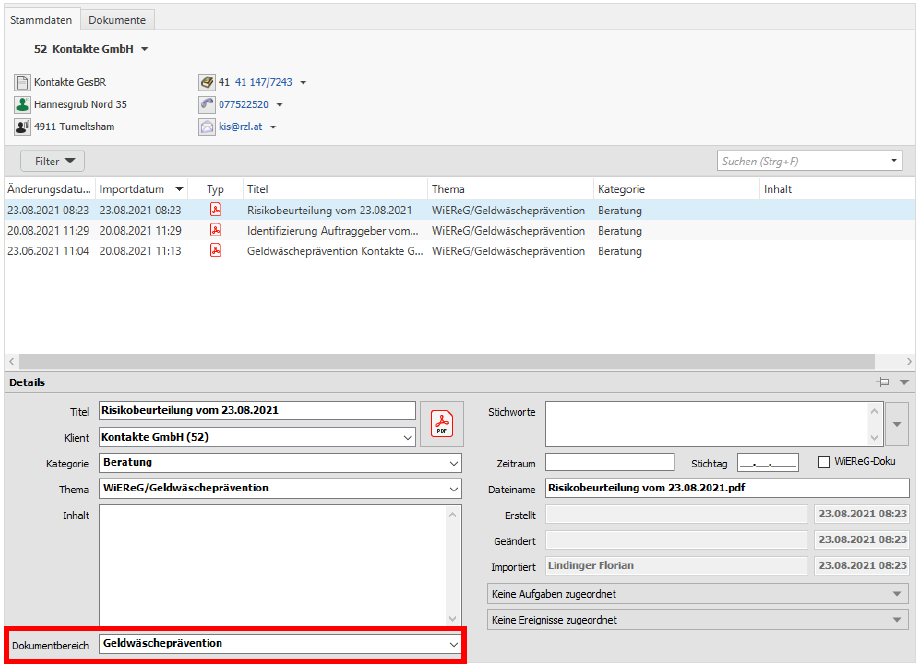 Stammdaten Dokumente
52 Kontakte GmbH
Kontakte GesBR 41 41 147/7243
Hannesgrub Nord 35 077522520
4911 Tumeltsham kis@rzl.at
Filter Suchen (Strg+F)
Änderungsdatu... Importdatum Typ Titel Thema Kategorie Inhalt
23.08.2021 08:23 23.08.2021 08:23 Risikobeurteilung vom 23.08.2021 WiEReG/Geldwäscheprävention Beratung
20.08.2021 11:29 20.08.2021 11:29 Identifizierung Auftraggeber vom... WiEReG/Geldwäscheprävention Beratung
23.06.2021 11:04 20.08.2021 11:13 Geldwäscheprävention Kontakte G... WiEReG/Geldwäscheprävention Beratung
Details
Titel Risikobeurteilung vom 23.08.2021 PDF
Klient Kontakte GmbH (52)
Kategorie Beratung
Thema WiEReG/Geldwäscheprävention
Inhalt
Dokumentbereich Geldwäscheprävention
Stichworte
Zeitraum Stichtag __.__.____ WiEReG-Doku
Dateiname Risikobeurteilung vom 23.08.2021.pdf
Erstellt 23.08.2021 08:23
Geändert 23.08.2021 08:23
Importiert Lindinger Florian 23.08.2021 08:23
Keine Aufgaben zugeordnet
Keine Ereignisse zugeordnet